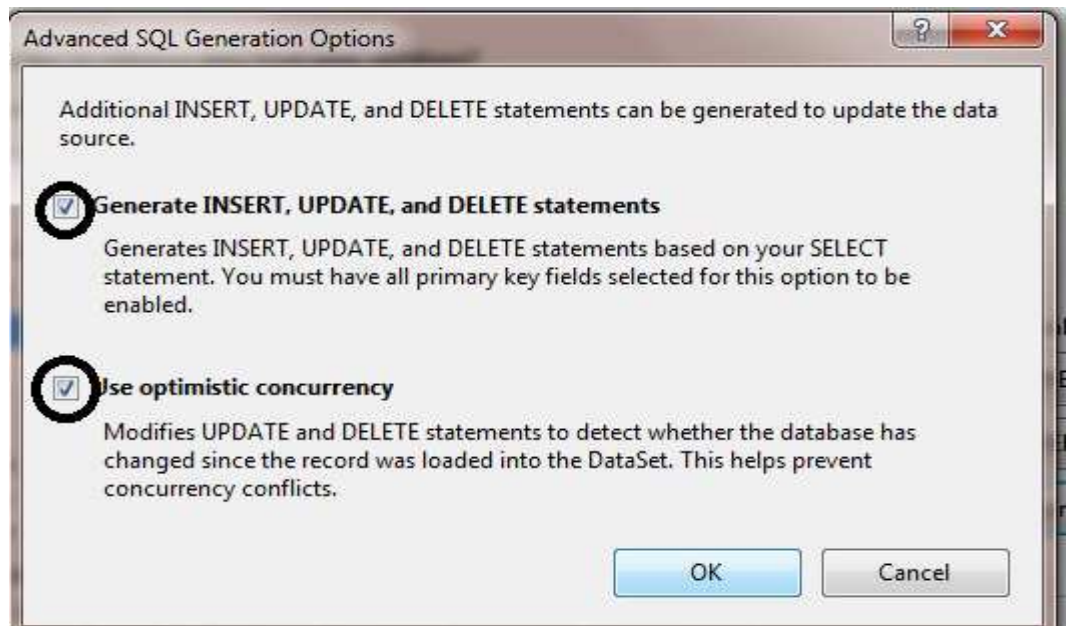 Advanced SQL Generation Options
Additional INSERT, UPDATE, and DELETE statements can be generated to update the data
source.
Generate INSERT, UPDATE, and DELETE statements
Generates INSERT, UPDATE, and DELETE statements based on your SELECT
statement. You must have all primary key fields selected for this option to be
enabled.
Use optimistic concurrency
Modifies UPDATE and DELETE statements to detect whether the database has
changed since the record was loaded into the DataSet. This helps prevent
concurrency conflicts.
OK
Cancel